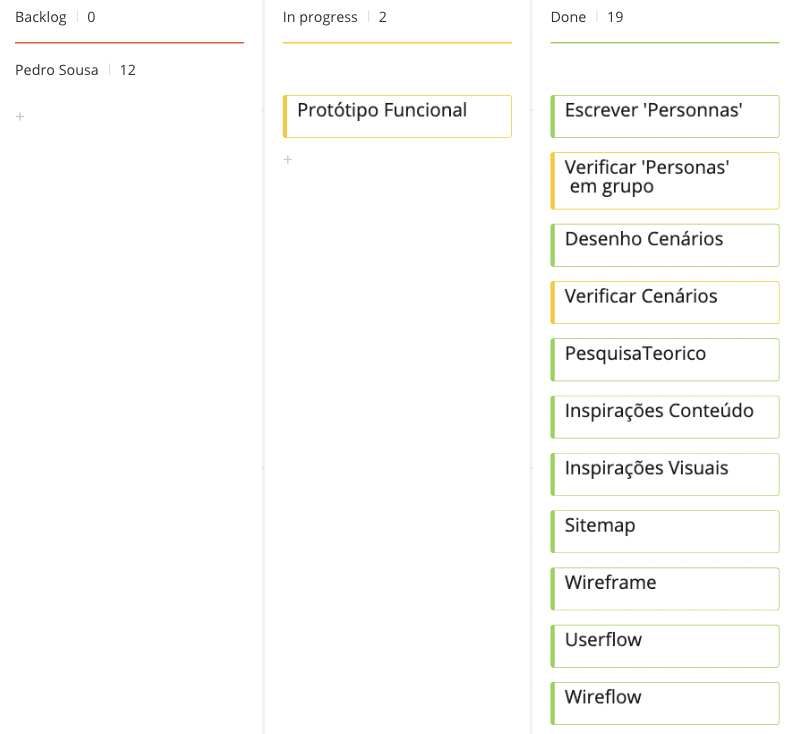 Backlog | 0
In progress | 2
Done | 19
Pedro Sousa | 12
+
Protótipo Funcional
+
Escrever 'Personnas'
Verificar 'Personas'
em grupo
Desenho Cenários
Verificar Cenários
PesquisaTeorico
Inspirações Conteúdo
Inspirações Visuais
Sitemap
Wireframe
Userflow
Wireflow